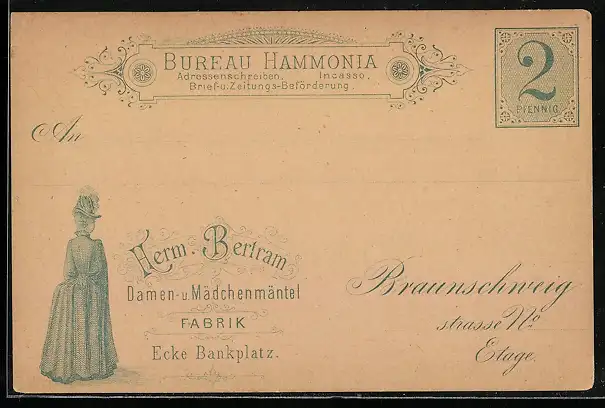 BUREAU HAMMONIA
Adressenschreiben, Incasso,
Brief-u.Zeitungs-Beförderung.
2
PFENNIG
An
Herm. Bertram
Damen-u.Mädchenmäntel
FABRIK
Ecke Bankplatz.
Braunschweig
strasse No
Etage.